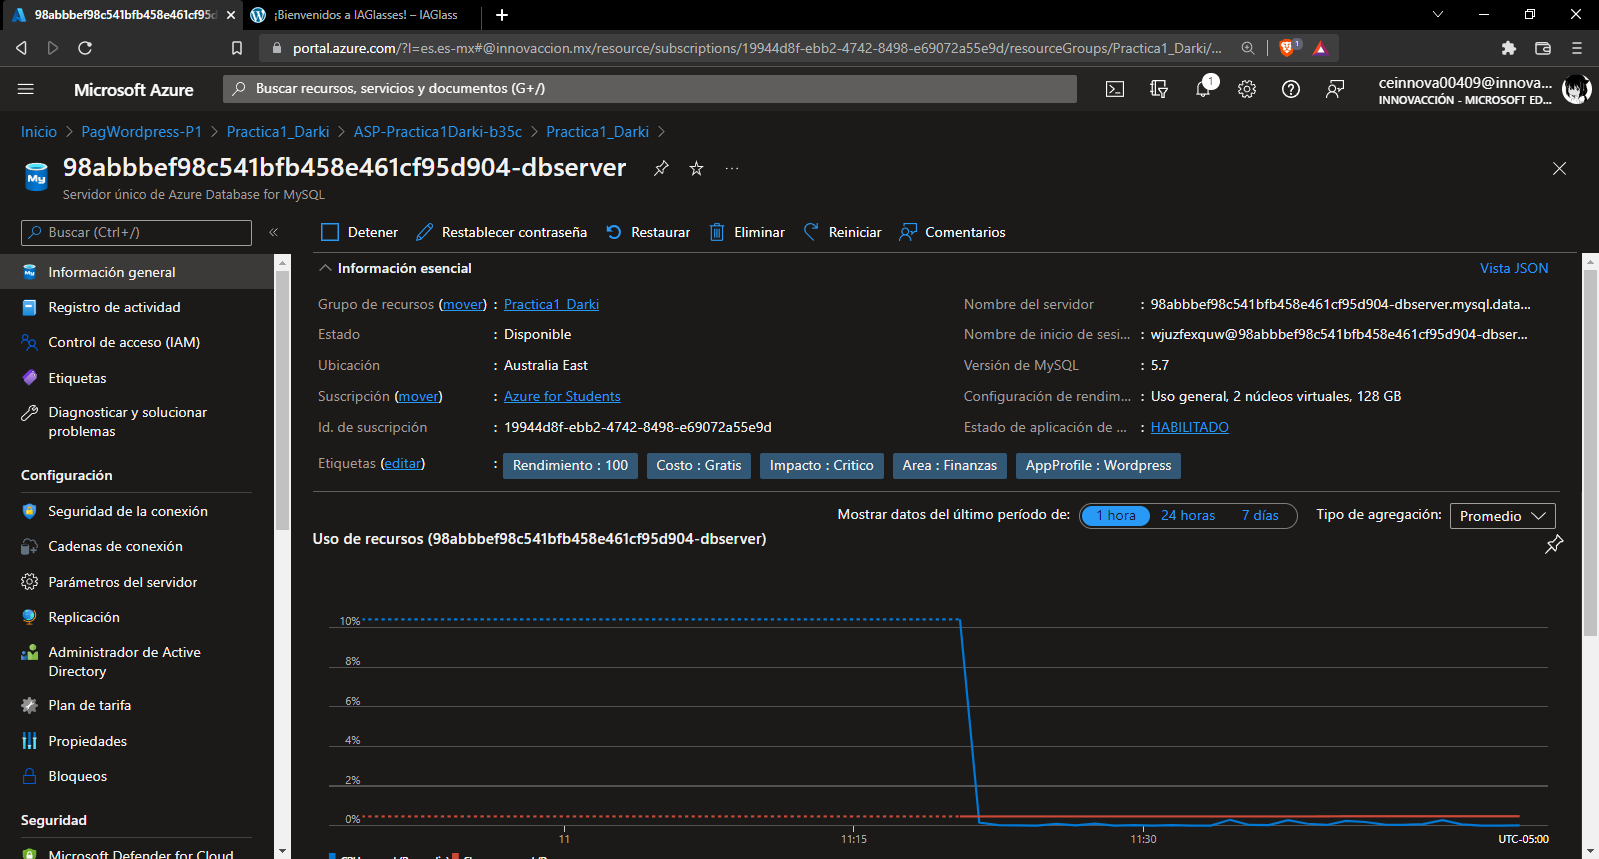 98abbbef98c541bfb458e461cf95d
¡Bienvenidos a IAGlasses! – IAGlass
portal.azure.com/?l=es.es-mx#@innovaccion.mx/resource/subscriptions/19944d8f-ebb2-4742-8498-e69072a55e9d/resourceGroups/Practica1_Darki/...
1
Microsoft Azure
Buscar recursos, servicios y documentos (G+/)
1
ceinnova00409@innova...
INNOVACCIÓN - MICROSOFT ED...
Inicio > PagWordpress-P1 > Practica1_Darki > ASP-Practica1Darki-b35c > Practica1_Darki >
My
98abbbef98c541bfb458e461cf95d904-dbserver
...
Servidor único de Azure Database for MySQL
Buscar (Ctrl+/)
«
Información general
Registro de actividad
Control de acceso (IAM)
Etiquetas
Diagnosticar y solucionar
problemas
Configuración
Seguridad de la conexión
Cadenas de conexión
Parámetros del servidor
Replicación
Administrador de Active
Directory
Plan de tarifa
Propiedades
Bloqueos
Seguridad
Microsoft Defender for Cloud
Detener
Restablecer contraseña
Restaurar
Eliminar
Reiniciar
Comentarios
Información esencial
Vista JSON
Grupo de recursos (mover) : Practica1_Darki
Estado : Disponible
Ubicación : Australia East
Suscripción (mover) : Azure for Students
Id. de suscripción : 19944d8f-ebb2-4742-8498-e69072a55e9d
Nombre del servidor : 98abbbef98c541bfb458e461cf95d904-dbserver.mysql.data...
Nombre de inicio de sesi... : wjuzfexquw@98abbbef98c541bfb458e461cf95d904-dbser...
Versión de MySQL : 5.7
Configuración de rendim... : Uso general, 2 núcleos virtuales, 128 GB
Estado de aplicación de ... : HABILITADO
Etiquetas (editar) : Rendimiento : 100 Costo : Gratis Impacto : Critico Area : Finanzas AppProfile : Wordpress
Mostrar datos del último período de: 1 hora 24 horas 7 días Tipo de agregación: Promedio
Uso de recursos (98abbbef98c541bfb458e461cf95d904-dbserver)
10%
8%
6%
4%
2%
0%
11 11:15 11:30 UTC-05:00